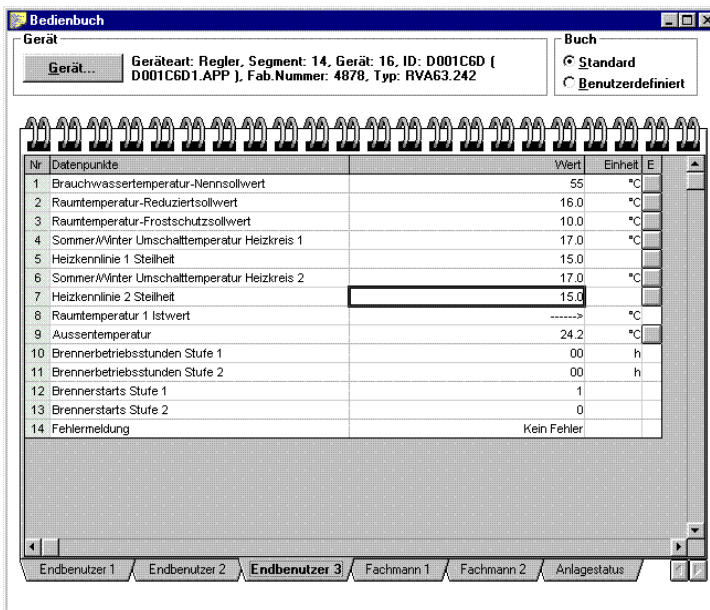 Bedienbuch
Gerät
Gerät...
Geräteart: Regler, Segment: 14, Gerät: 16, ID: D001C6D (
D001C6D1.APP ), Fab.Nummer: 4878, Typ: RVA63.242
Buch
Standard
Benutzerdefiniert
Nr Datenpunkte Wert Einheit E
1 Brauchwassertemperatur-Nennsollwert 55 °C
2 Raumtemperatur-Reduziertsollwert 16.0 °C
3 Raumtemperatur-Frostschutzsollwert 10.0 °C
4 Sommer/Winter Umschalttemperatur Heizkreis 1 17.0 °C
5 Heizkennlinie 1 Steilheit 15.0
6 Sommer/Winter Umschalttemperatur Heizkreis 2 17.0 °C
7 Heizkennlinie 2 Steilheit 15.0
8 Raumtemperatur 1 Istwert ------> °C
9 Aussentemperatur 24.2 °C
10 Brennerbetriebsstunden Stufe 1 00 h
11 Brennerbetriebsstunden Stufe 2 00 h
12 Brennerstarts Stufe 1 1
13 Brennerstarts Stufe 2 0
14 Fehlermeldung Kein Fehler
Endbenutzer 1 Endbenutzer 2 Endbenutzer 3 Fachmann 1 Fachmann 2 Anlagestatus